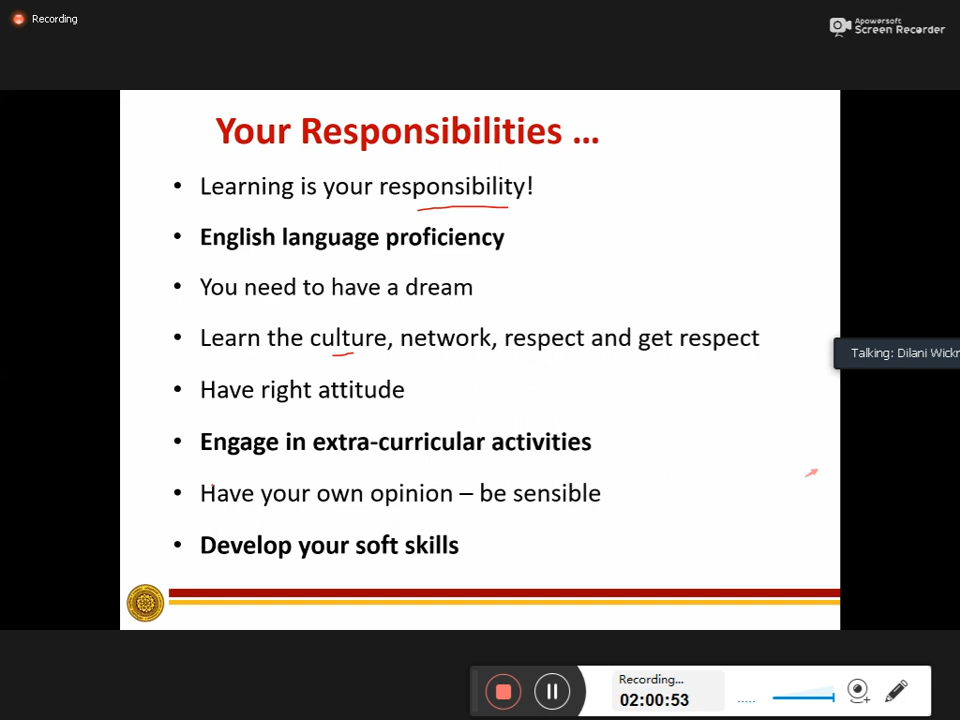 Recording
Apowersoft
Screen Recorder
Your Responsibilities ...
• Learning is your responsibility!
• English language proficiency
• You need to have a dream
• Learn the culture, network, respect and get respect
Talking: Dilani Wickr
• Have right attitude
• Engage in extra-curricular activities
• Have your own opinion – be sensible
• Develop your soft skills
Recording...
02:00:53